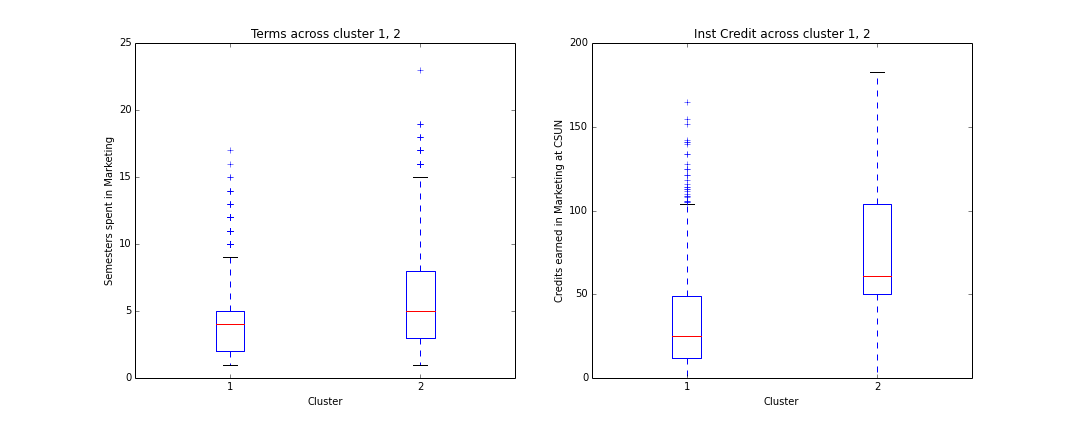 Terms across cluster 1, 2
25
20
15
10
5
0
Semesters spent in Marketing
1 2
Cluster
Inst Credit across cluster 1, 2
200
150
100
50
0
Credits earned in Marketing at CSUN
1 2
Cluster